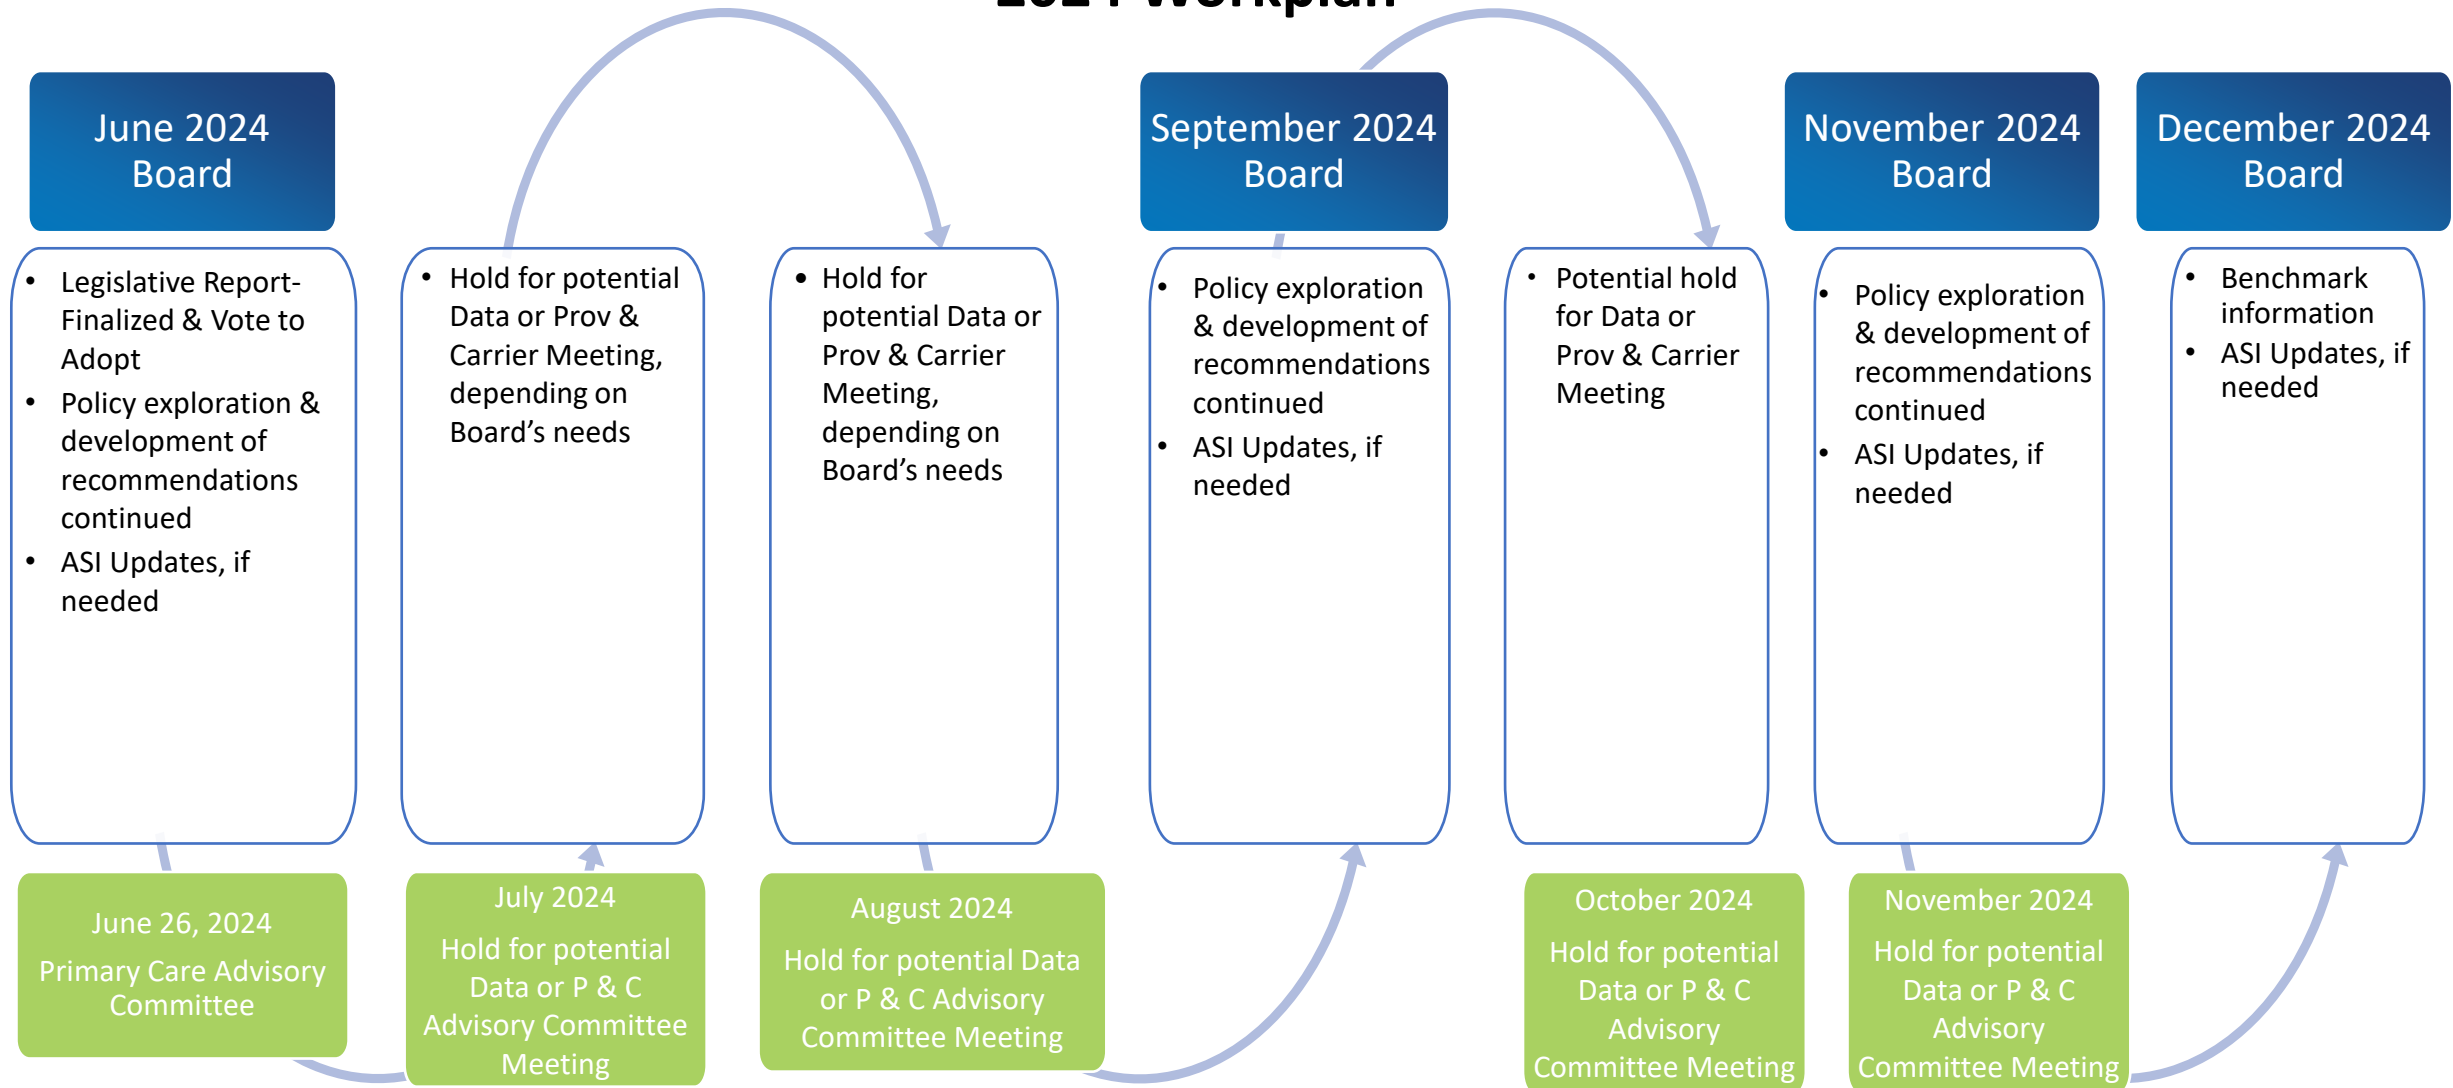 2024 Workplan
June 2024
Board
• Legislative Report-
Finalized & Vote to
Adopt
• Policy exploration &
development of
recommendations
continued
• ASI Updates, if
needed
June 26, 2024
Primary Care Advisory
Committee
• Hold for potential
Data or Prov &
Carrier Meeting,
depending on
Board’s needs
July 2024
Hold for potential
Data or P & C
Advisory Committee
Meeting
• Hold for
potential Data or
Prov & Carrier
Meeting,
depending on
Board’s needs
August 2024
Hold for potential Data
or P & C Advisory
Committee Meeting
September 2024
Board
• Policy exploration
& development of
recommendations
continued
• ASI Updates, if
needed
• Potential hold
for Data or
Prov & Carrier
Meeting
October 2024
Hold for potential
Data or P & C
Advisory
Committee Meeting
November 2024
Board
• Policy exploration
& development of
recommendations
continued
• ASI Updates, if
needed
November 2024
Hold for potential
Data or P & C
Advisory
Committee Meeting
December 2024
Board
• Benchmark
information
• ASI Updates, if
needed